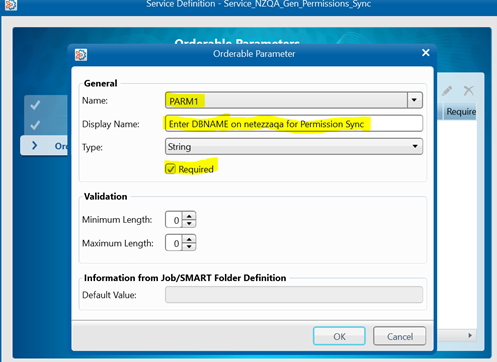 Service Definition - Service_NZQA_Gen_Permissions_Sync
Orderable Parameters
Orderable Parameter
General
Name: PARM1
Display Name: Enter DBNAME on netezzaqa for Permission Sync
Type: String
Required
Validation
Minimum Length: 0
Maximum Length: 0
Information from Job/SMART Folder Definition
Default Value:
OK Cancel
Require
Or